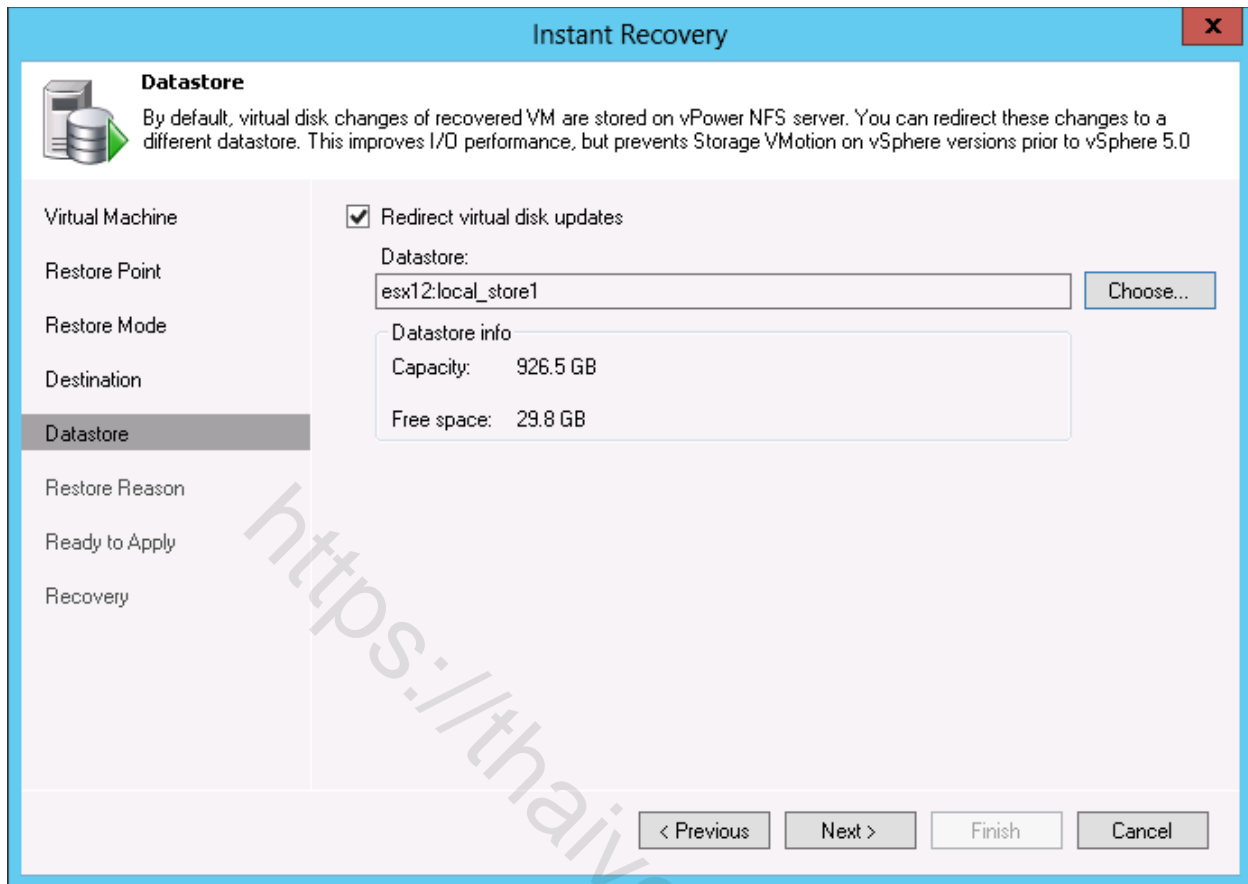 Instant Recovery
x
Datastore
By default, virtual disk changes of recovered VM are stored on vPower NFS server. You can redirect these changes to a
different datastore. This improves I/O performance, but prevents Storage VMotion on vSphere versions prior to vSphere 5.0
Virtual Machine
Restore Point
Restore Mode
Destination
Datastore
Restore Reason
Ready to Apply
Recovery
Redirect virtual disk updates
Datastore:
esx12:local_store1
Choose...
Datastore info
Capacity: 926.5 GB
Free space: 29.8 GB
< Previous
Next >
Finish
Cancel
https://thaiv